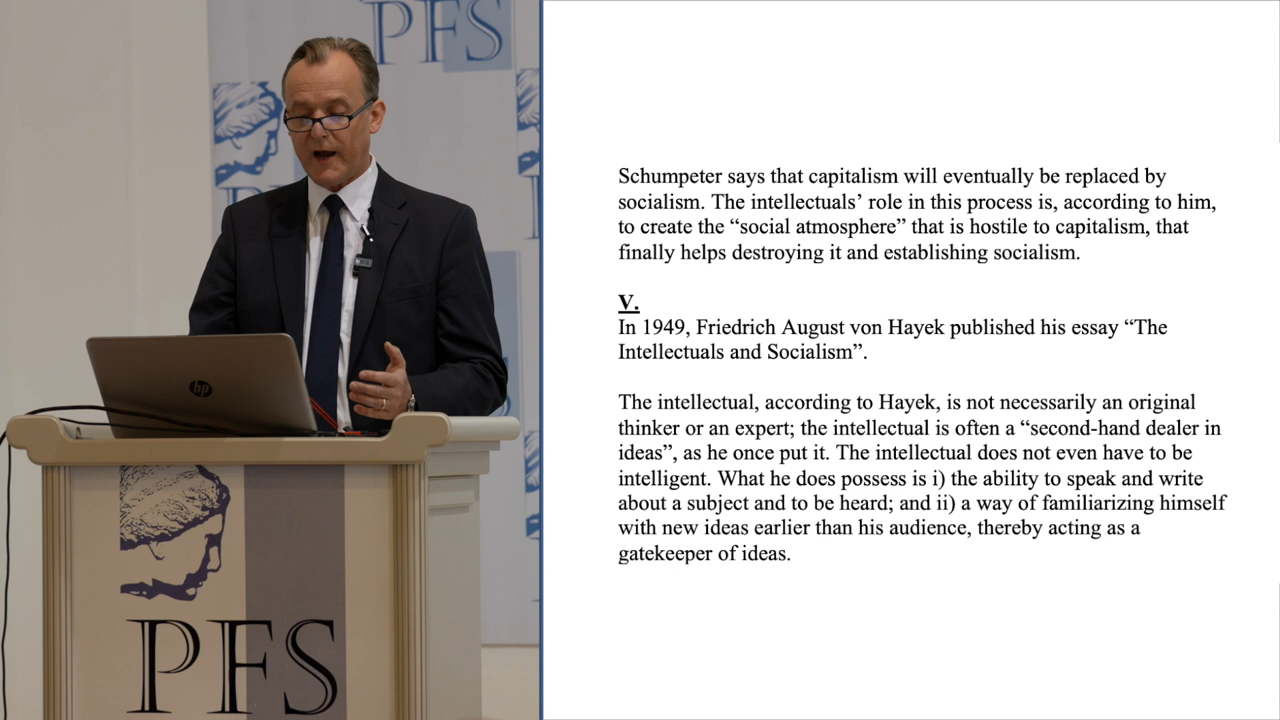 PFS
hp
PFS
Schumpeter says that capitalism will eventually be replaced by
socialism. The intellectuals’ role in this process is, according to him,
to create the “social atmosphere” that is hostile to capitalism, that
finally helps destroying it and establishing socialism.
V.
In 1949, Friedrich August von Hayek published his essay “The
Intellectuals and Socialism”.
The intellectual, according to Hayek, is not necessarily an original
thinker or an expert; the intellectual is often a “second-hand dealer in
ideas”, as he once put it. The intellectual does not even have to be
intelligent. What he does possess is i) the ability to speak and write
about a subject and to be heard; and ii) a way of familiarizing himself
with new ideas earlier than his audience, thereby acting as a
gatekeeper of ideas.